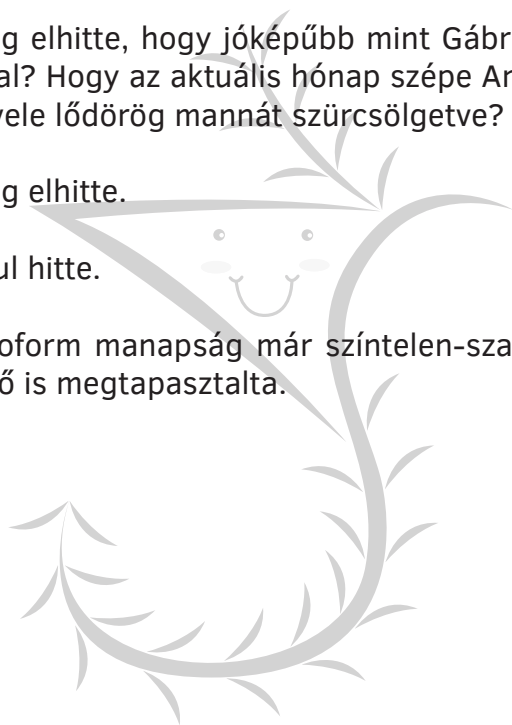 g elhitte, hogy jóképűbb mint Gábr
al? Hogy az aktuális hónap szépe An
vele lődörög mannát szürcsölgetve?
g elhitte.
ul hitte.
oform manapság már színtelen-sza
ő is megtapasztalta.